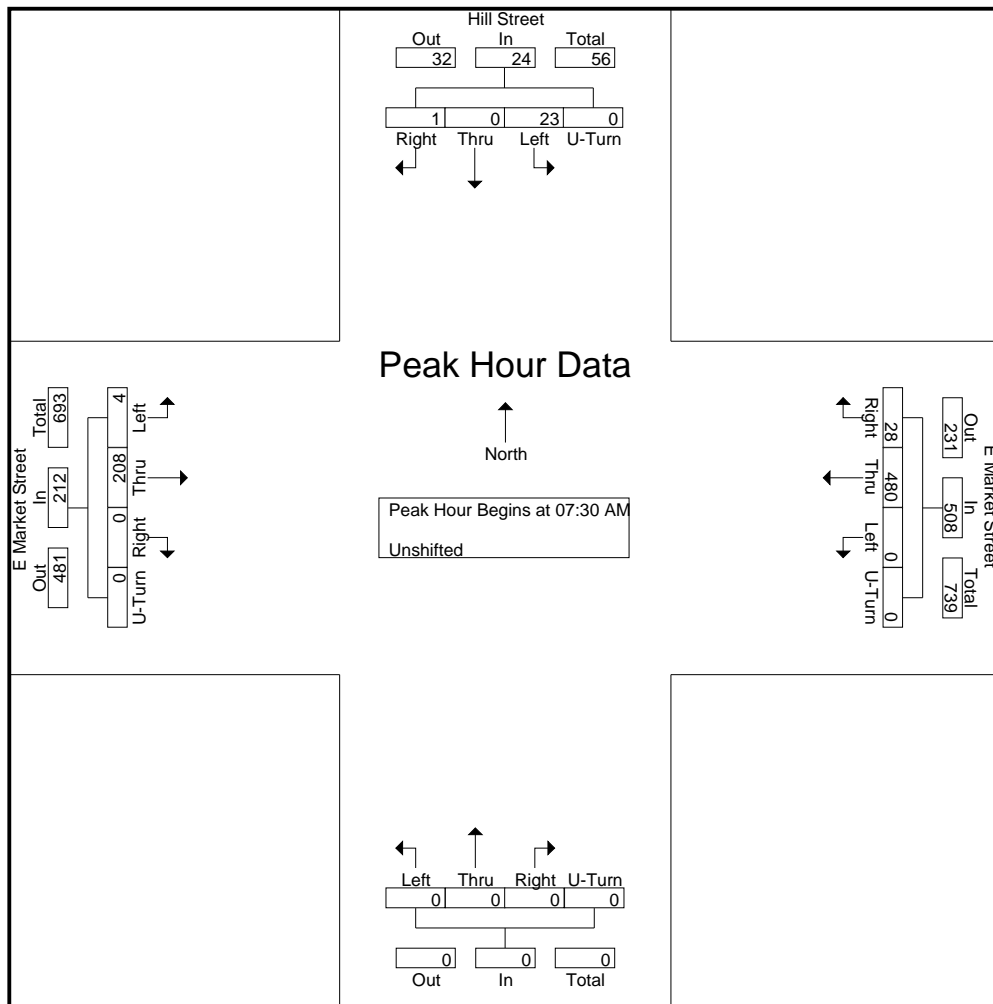 Hill Street
Out In Total
32 24 56
1 0 23 0
Right Thru Left U-Turn
Peak Hour Data
North
Peak Hour Begins at 07:30 AM
Unshifted
E Market Street
Total In Out
693 212 481
4 208 0 0
Left Thru Right U-Turn
Right Thru Left U-Turn
28 480 0 0
Out In Total
231 508 739
E Market Street
Left Thru Right U-Turn
0 0 0 0
0 0 0
Out In Total